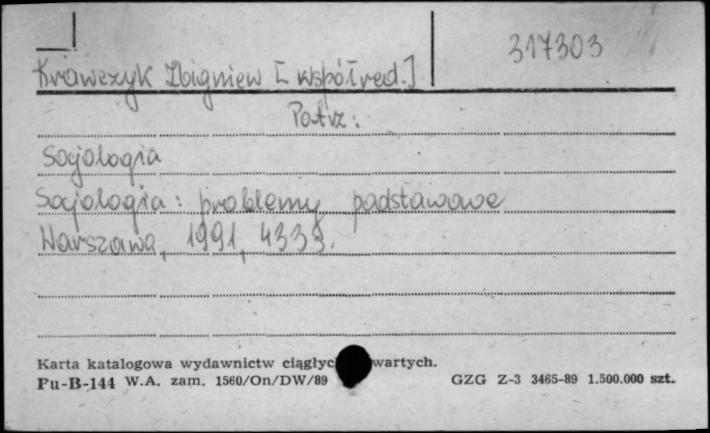 317303
Krawczyk Zbigniew [współred.]
Patrz:
Socjologia
Socjologia: problemy podstawowe
Warszawa, 1991, 433s.
Karta katalogowa wydawnictw ciągłyc wartych.
Pu-B-144 W.A. zam. 1560/On/DW/89 GZG Z-3 3465-89 1.500.000 szt.